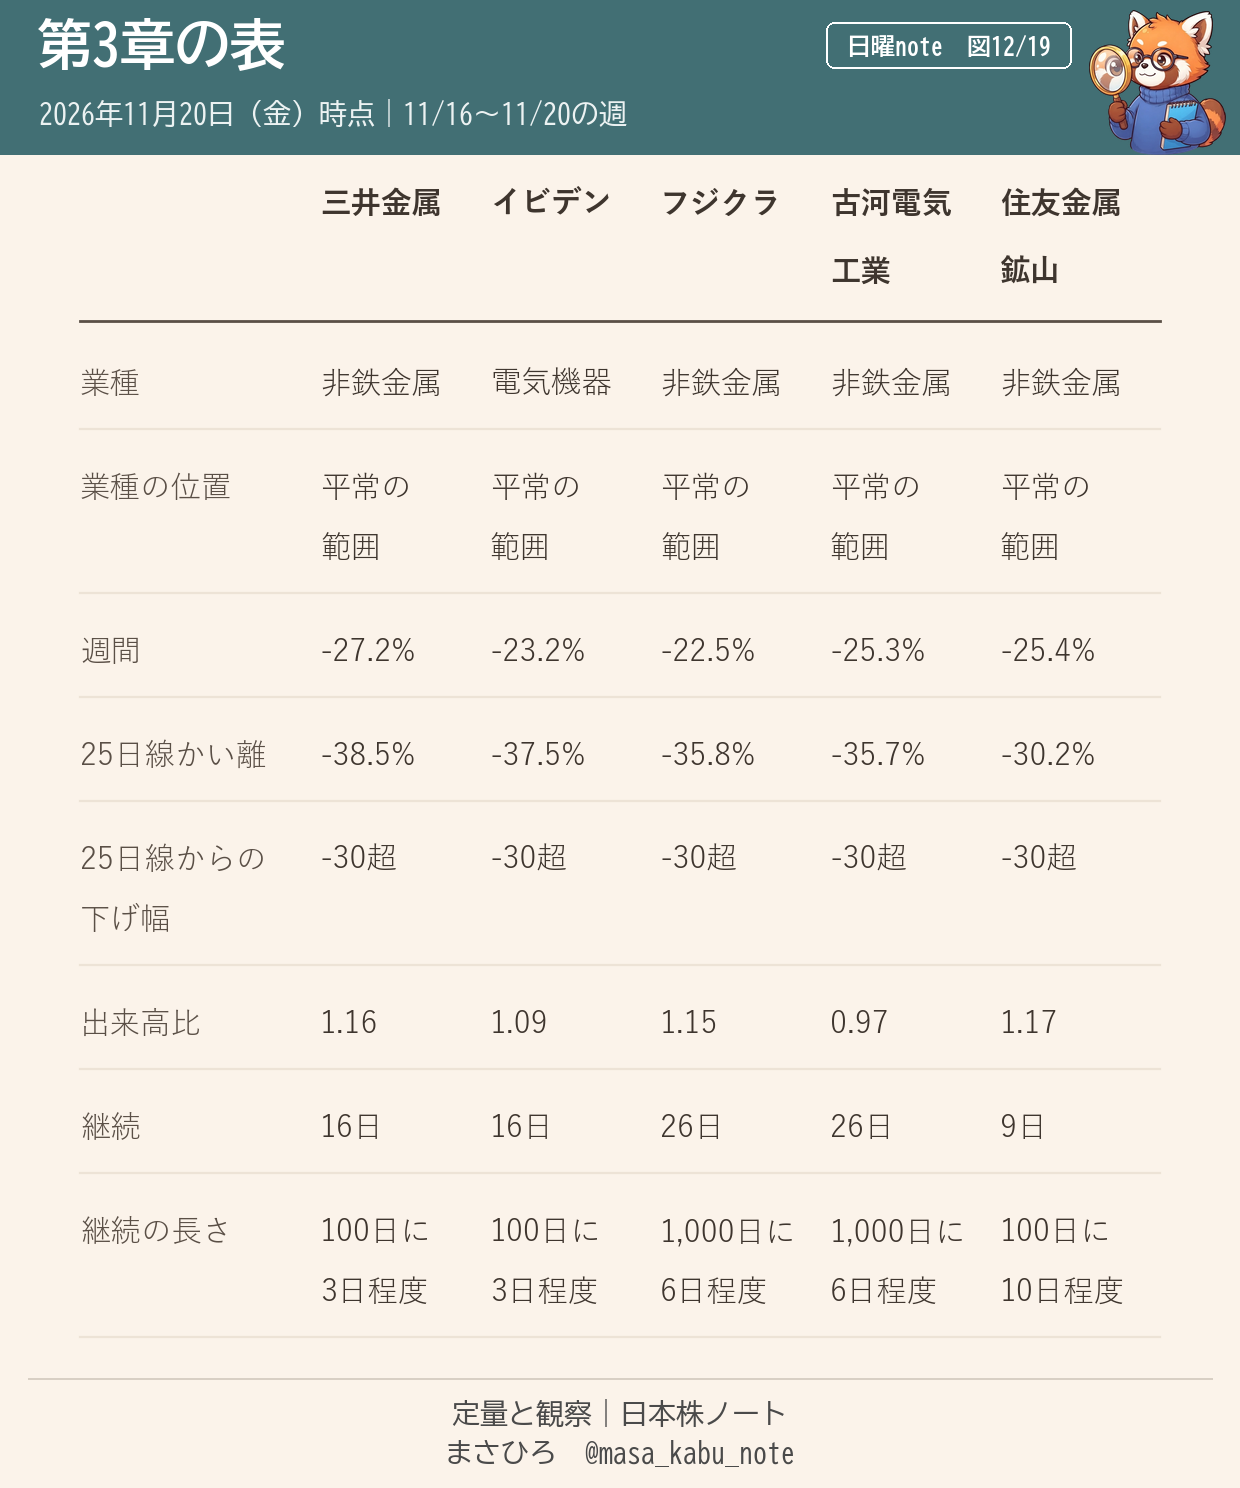 第3章の表
日曜note　図12/19
2026年11月20日（金）時点｜11/16～11/20の週
三井金属 イビデン フジクラ 古河電気工業 住友金属鉱山
業種 非鉄金属 電気機器 非鉄金属 非鉄金属 非鉄金属
業種の位置 平常の範囲 平常の範囲 平常の範囲 平常の範囲 平常の範囲
週間 -27.2% -23.2% -22.5% -25.3% -25.4%
25日線かい離 -38.5% -37.5% -35.8% -35.7% -30.2%
25日線からの下げ幅 -30超 -30超 -30超 -30超 -30超
出来高比 1.16 1.09 1.15 0.97 1.17
継続 16日 16日 26日 26日 9日
継続の長さ 100日に3日程度 100日に3日程度 1,000日に6日程度 1,000日に6日程度 100日に10日程度
定量と観察｜日本株ノート
まさひろ　@masa_kabu_note